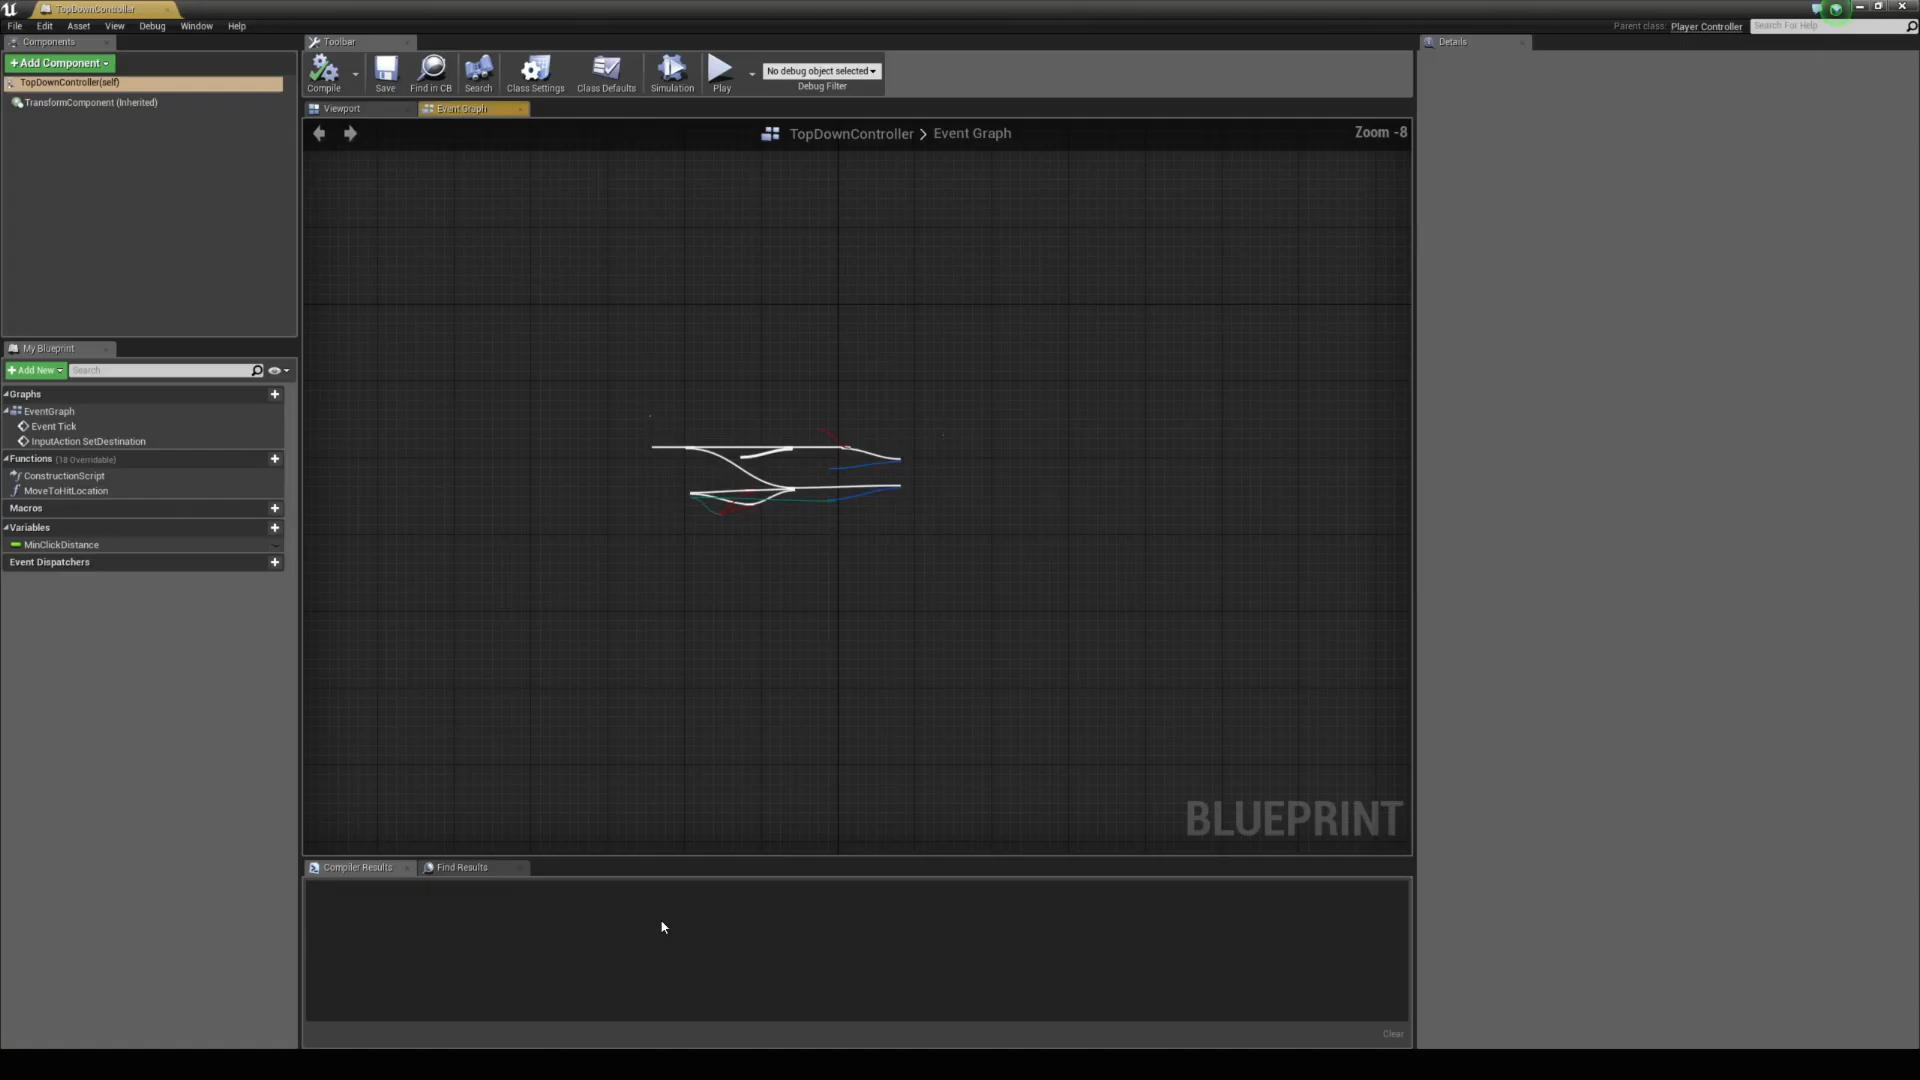 TopDownController
File Edit Asset View Debug Window Help
Parent class: Player Controller Search For Help
Components
+Add Component
TopDownController(self)
TransformComponent (Inherited)
Toolbar
Compile Save Find in CB Search Class Settings Class Defaults Simulation Play
No debug object selected
Debug Filter
Details
Viewport Event Graph
TopDownController > Event Graph
Zoom -8
BLUEPRINT
My Blueprint
+Add New Search
Graphs
EventGraph
Event Tick
InputAction SetDestination
Functions (18 Overridable)
ConstructionScript
MoveToHitLocation
Macros
Variables
MinClickDistance
Event Dispatchers
Compiler Results Find Results
Clear